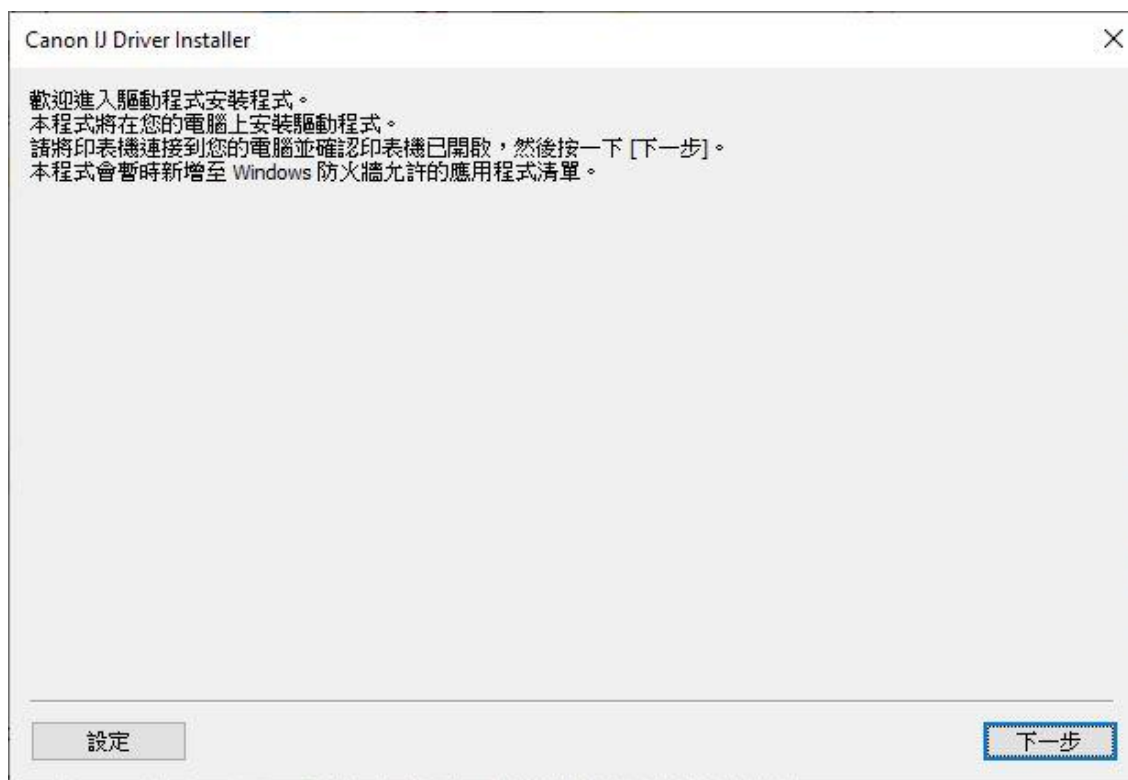 Canon IJ Driver Installer
歡迎進入驅動程式安裝程式。
本程式將在您的電腦上安裝驅動程式。
請將印表機連接到您的電腦並確認印表機已開啟，然後按一下 [下一步]。
本程式會暫時新增至 Windows 防火牆允許的應用程式清單。
設定
下一步